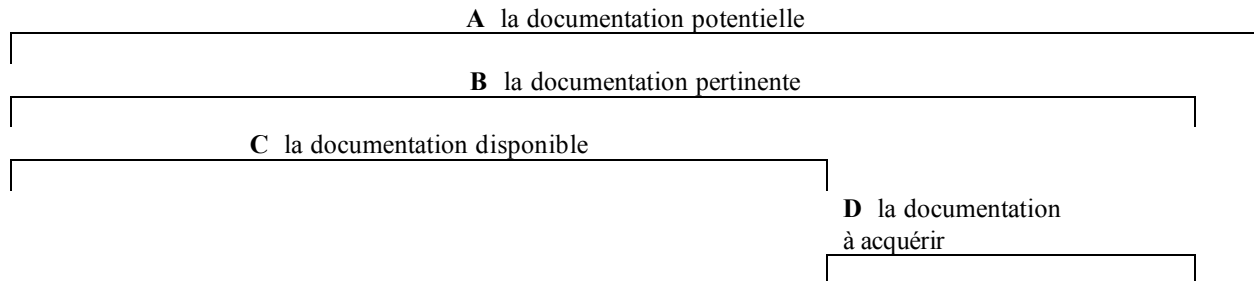 A la documentation potentielle
B la documentation pertinente
C la documentation disponible
D la documentation
à acquérir